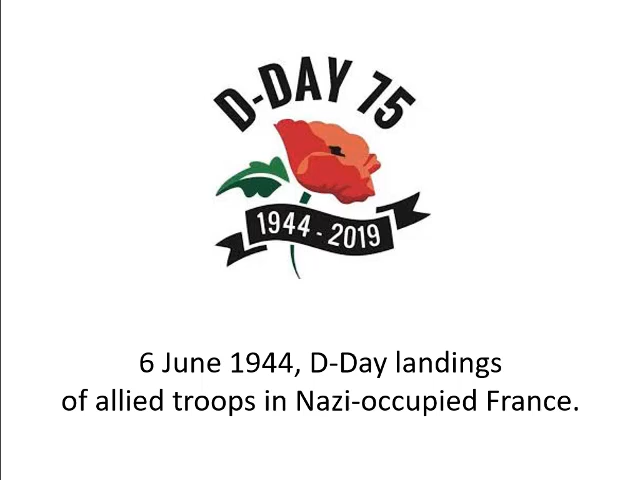 D-DAY 75
1944 - 2019
6 June 1944, D-Day landings
of allied troops in Nazi-occupied France.